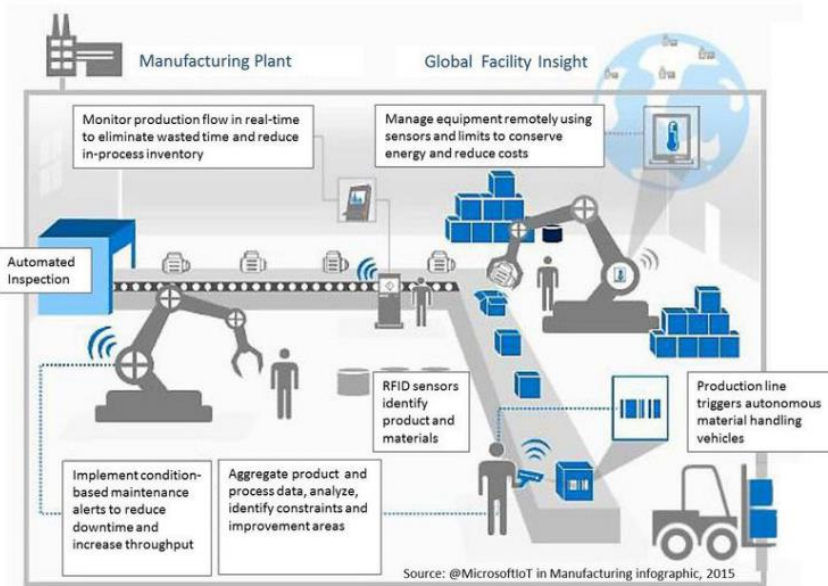 Manufacturing Plant
Global Facility Insight
Monitor production flow in real-time
to eliminate wasted time and reduce
in-process inventory
Manage equipment remotely using
sensors and limits to conserve
energy and reduce costs
Automated
Inspection
RFID sensors
identify
product and
materials
Production line
triggers autonomous
material handling
vehicles
Implement condition-
based maintenance
alerts to reduce
downtime and
increase throughput
Aggregate product and
process data, analyze,
identify constraints and
improvement areas
Source: @MicrosoftIoT in Manufacturing infographic, 2015